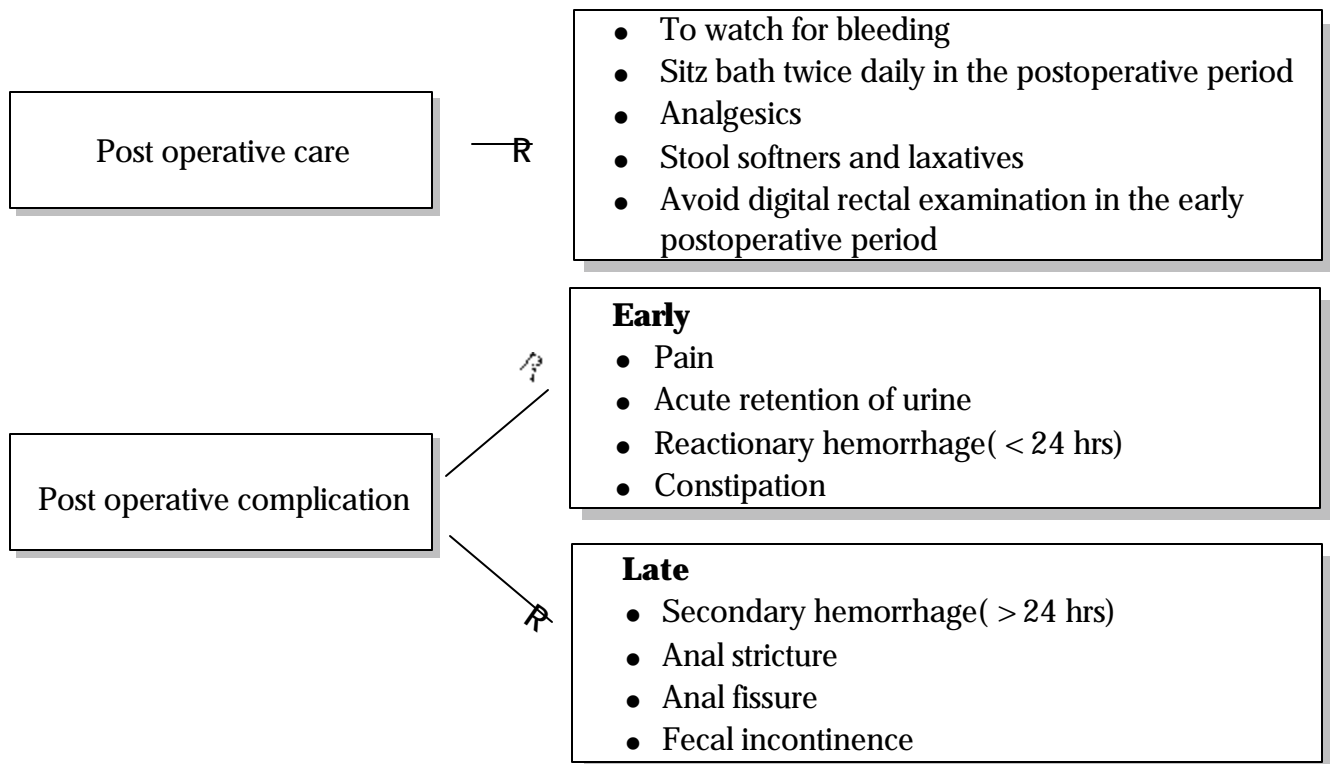 Post operative care
R
● To watch for bleeding
● Sitz bath twice daily in the postoperative period
● Analgesics
● Stool softners and laxatives
● Avoid digital rectal examination in the early
postoperative period
Post operative complication
R
Early
● Pain
● Acute retention of urine
● Reactionary hemorrhage( < 24 hrs)
● Constipation
R
Late
● Secondary hemorrhage( > 24 hrs)
● Anal stricture
● Anal fissure
● Fecal incontinence